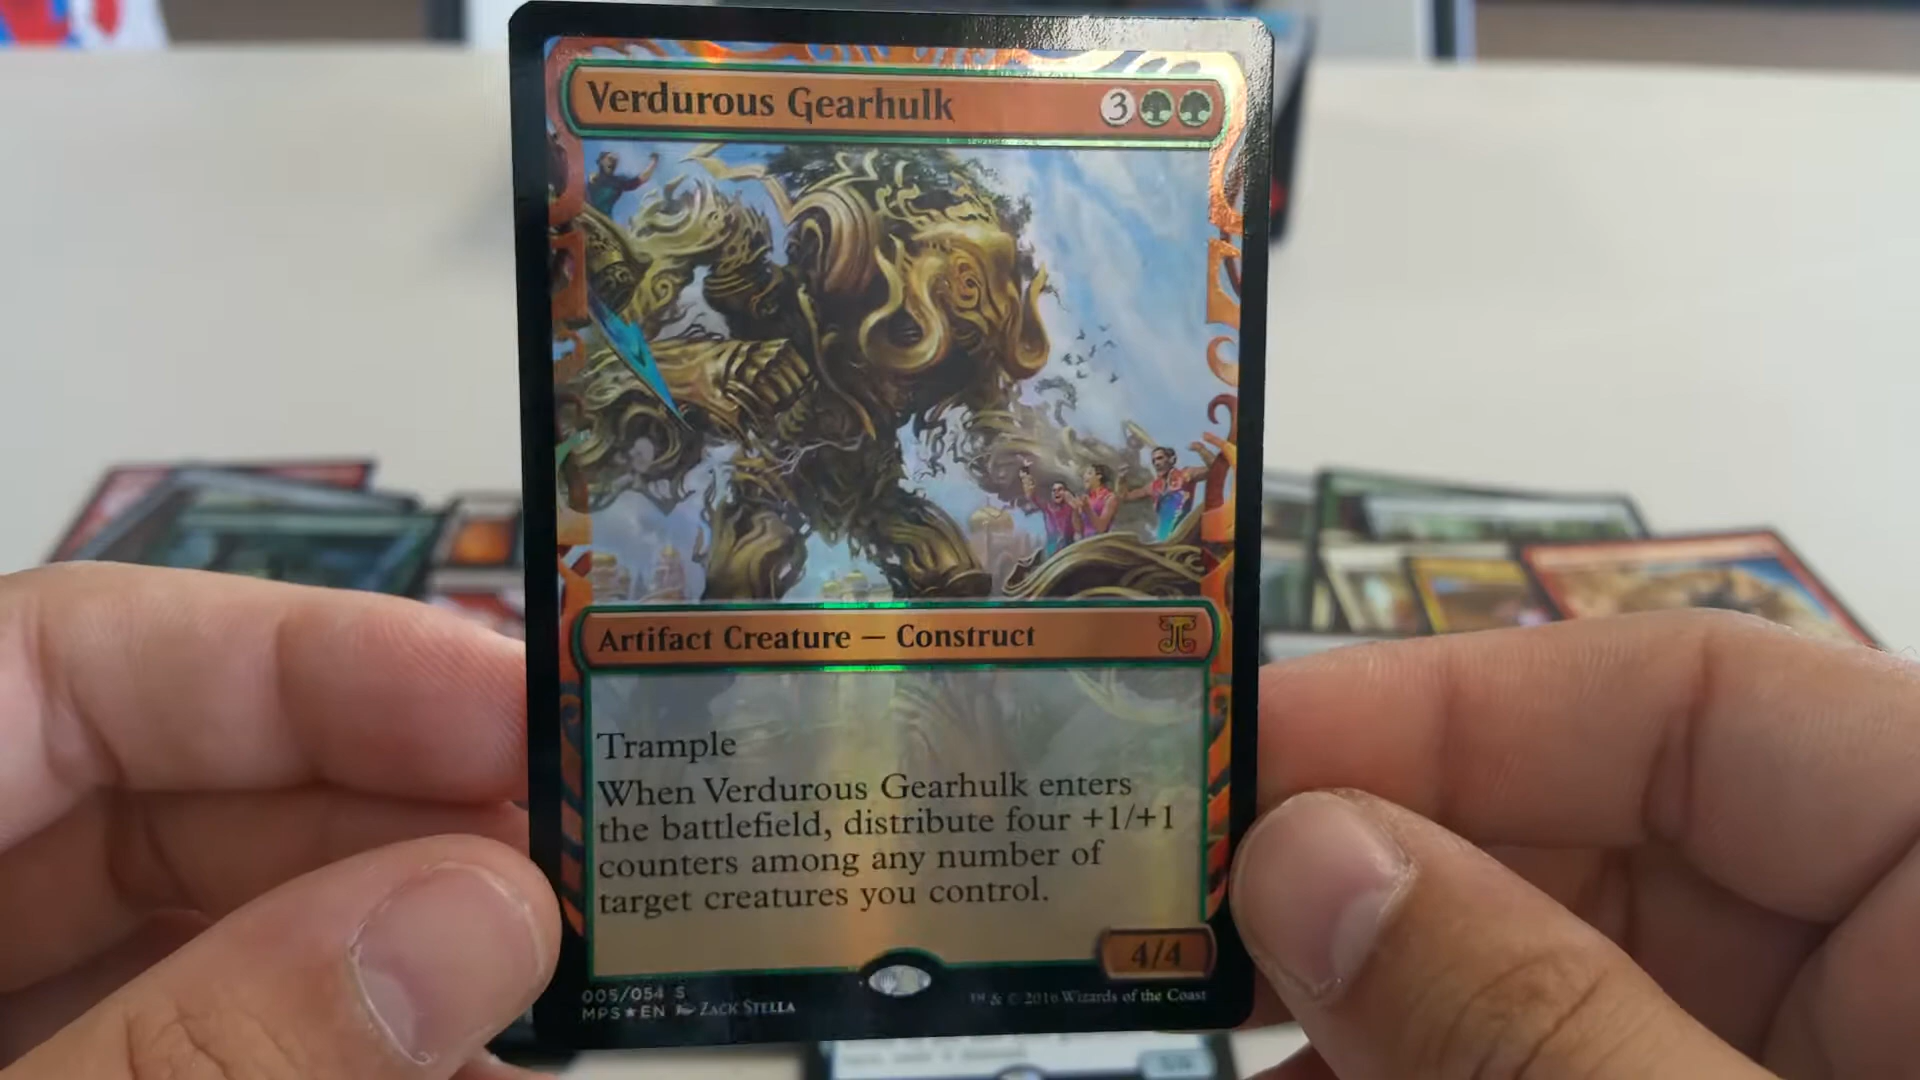 Verdurous Gearhulk 3
Artifact Creature — Construct
Trample
When Verdurous Gearhulk enters
the battlefield, distribute four +1/+1
counters among any number of
target creatures you control.
4/4
005/054 S
MPS★EN Zack Stella
™ & © 2016 Wizards of the Coast